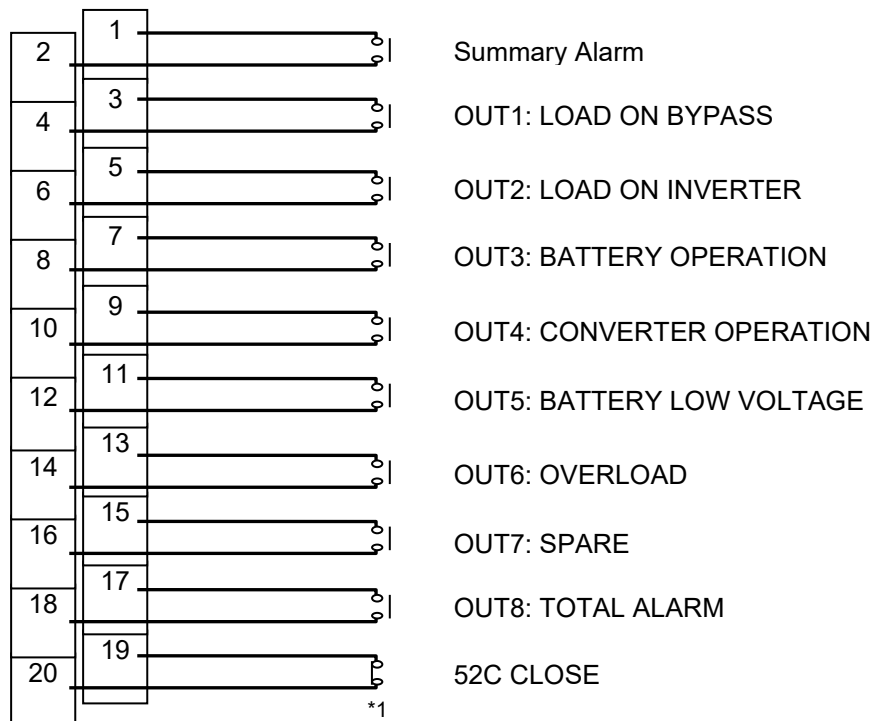 1
2
Summary Alarm
3
4
OUT1: LOAD ON BYPASS
5
6
OUT2: LOAD ON INVERTER
7
8
OUT3: BATTERY OPERATION
9
10
OUT4: CONVERTER OPERATION
11
12
OUT5: BATTERY LOW VOLTAGE
13
14
OUT6: OVERLOAD
15
16
OUT7: SPARE
17
18
OUT8: TOTAL ALARM
19
20
52C CLOSE
*1